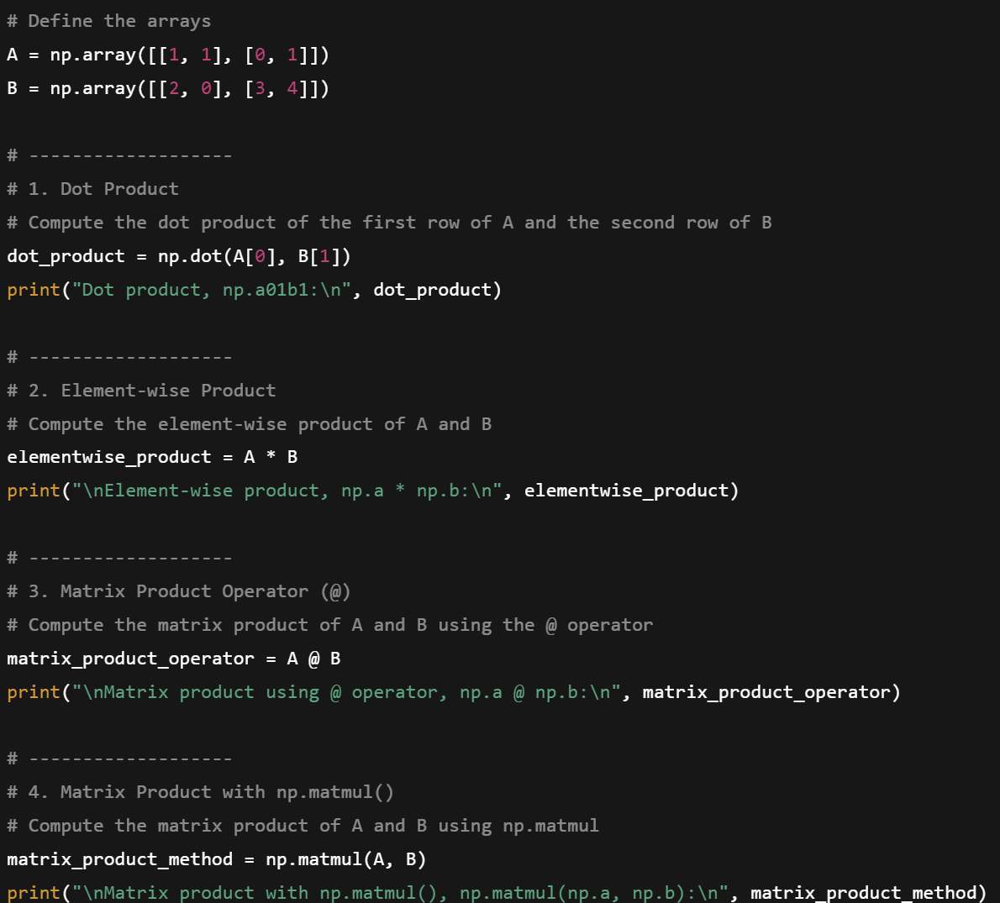 # Define the arrays
A = np.array([[1, 1], [0, 1]])
B = np.array([[2, 0], [3, 4]])
# -------------------
# 1. Dot Product
# Compute the dot product of the first row of A and the second row of B
dot_product = np.dot(A[0], B[1])
print("Dot product, np.a01b1:\n", dot_product)
# -------------------
# 2. Element-wise Product
# Compute the element-wise product of A and B
elementwise_product = A * B
print("\nElement-wise product, np.a * np.b:\n", elementwise_product)
# -------------------
# 3. Matrix Product Operator (@)
# Compute the matrix product of A and B using the @ operator
matrix_product_operator = A @ B
print("\nMatrix product using @ operator, np.a @ np.b:\n", matrix_product_operator)
# -------------------
# 4. Matrix Product with np.matmul()
# Compute the matrix product of A and B using np.matmul
matrix_product_method = np.matmul(A, B)
print("\nMatrix product with np.matmul(), np.matmul(np.a, np.b):\n", matrix_product_method)